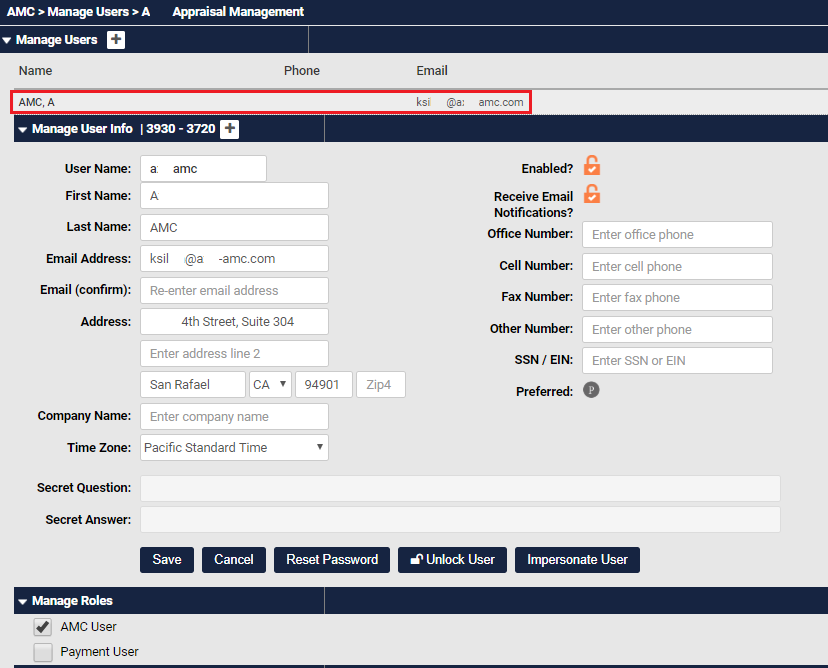 AMC > Manage Users > A Appraisal Management
Manage Users +
Name Phone Email
AMC, A ksil @a: amc.com
Manage User Info | 3930 - 3720 +
User Name: a: amc
Enabled?
First Name: A
Receive Email
Notifications?
Last Name: AMC
Office Number: Enter office phone
Email Address: ksil @a -amc.com
Cell Number: Enter cell phone
Email (confirm): Re-enter email address
Fax Number: Enter fax phone
Address: 4th Street, Suite 304
Other Number: Enter other phone
Enter address line 2
SSN / EIN: Enter SSN or EIN
San Rafael CA 94901 Zip4
Preferred: P
Company Name: Enter company name
Time Zone: Pacific Standard Time
Secret Question:
Secret Answer:
Save Cancel Reset Password Unlock User Impersonate User
Manage Roles
AMC User
Payment User